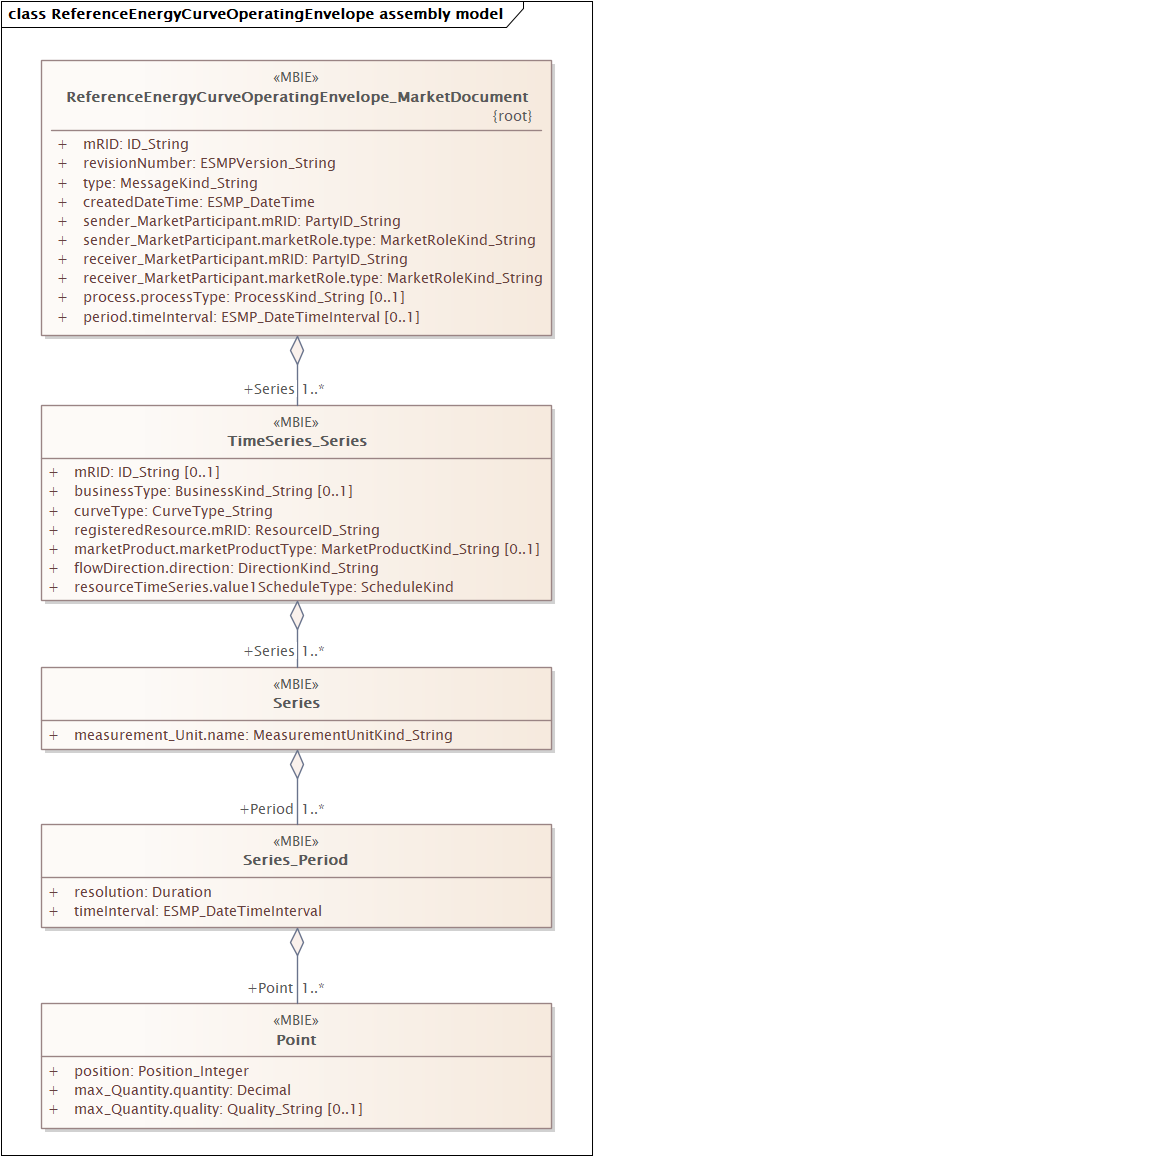 class ReferenceEnergyCurveOperatingEnvelope assembly model
«MBIE»
ReferenceEnergyCurveOperatingEnvelope_MarketDocument
{root}
+ mRID: ID_String
+ revisionNumber: ESMPVersion_String
+ type: MessageKind_String
+ createdDateTime: ESMP_DateTime
+ sender_MarketParticipant.mRID: PartyID_String
+ sender_MarketParticipant.marketRole.type: MarketRoleKind_String
+ receiver_MarketParticipant.mRID: PartyID_String
+ receiver_MarketParticipant.marketRole.type: MarketRoleKind_String
+ process.processType: ProcessKind_String [0..1]
+ period.timeInterval: ESMP_DateTimeInterval [0..1]
+Series 1..*
«MBIE»
TimeSeries_Series
+ mRID: ID_String [0..1]
+ businessType: BusinessKind_String [0..1]
+ curveType: CurveType_String
+ registeredResource.mRID: ResourceID_String
+ marketProduct.marketProductType: MarketProductKind_String [0..1]
+ flowDirection.direction: DirectionKind_String
+ resourceTimeSeries.value1ScheduleType: ScheduleKind
+Series 1..*
«MBIE»
Series
+ measurement_Unit.name: MeasurementUnitKind_String
+Period 1..*
«MBIE»
Series_Period
+ resolution: Duration
+ timeInterval: ESMP_DateTimeInterval
+Point 1..*
«MBIE»
Point
+ position: Position_Integer
+ max_Quantity.quantity: Decimal
+ max_Quantity.quality: Quality_String [0..1]